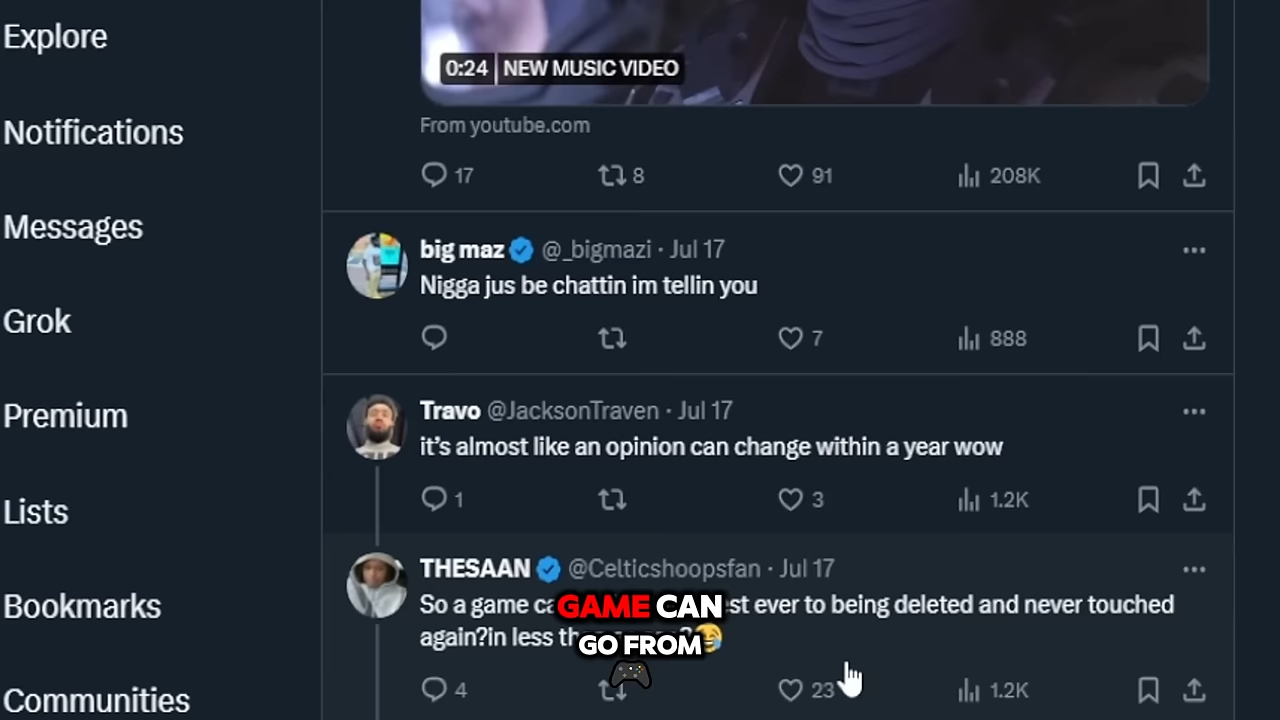 Explore
Notifications
Messages
Grok
Premium
Lists
Bookmarks
Communities
0:24 NEW MUSIC VIDEO
From youtube.com
17 8 91 208K
big maz @_bigmazi · Jul 17
Nigga jus be chattin im tellin you
7 888
Travo @JacksonTraven · Jul 17
it's almost like an opinion can change within a year wow
1 3 1.2K
THESAAN @Celticshoopsfan · Jul 17
So a game ever to being deleted and never touched
again?in less
GAME CAN
GO FROM
4 23 1.2K